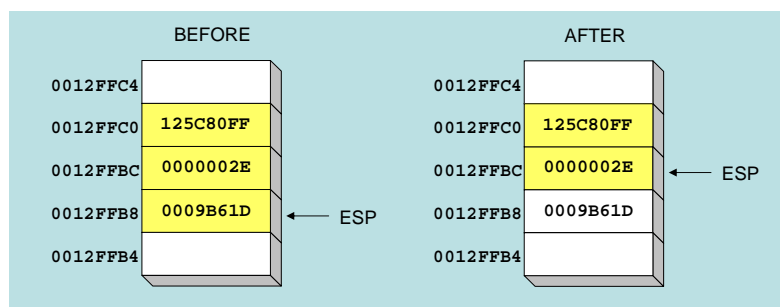 BEFORE
0012FFC4
0012FFC0 125C80FF
0012FFBC 0000002E
0012FFB8 0009B61D ESP
0012FFB4
AFTER
0012FFC4
0012FFC0 125C80FF
0012FFBC 0000002E ESP
0012FFB8 0009B61D
0012FFB4